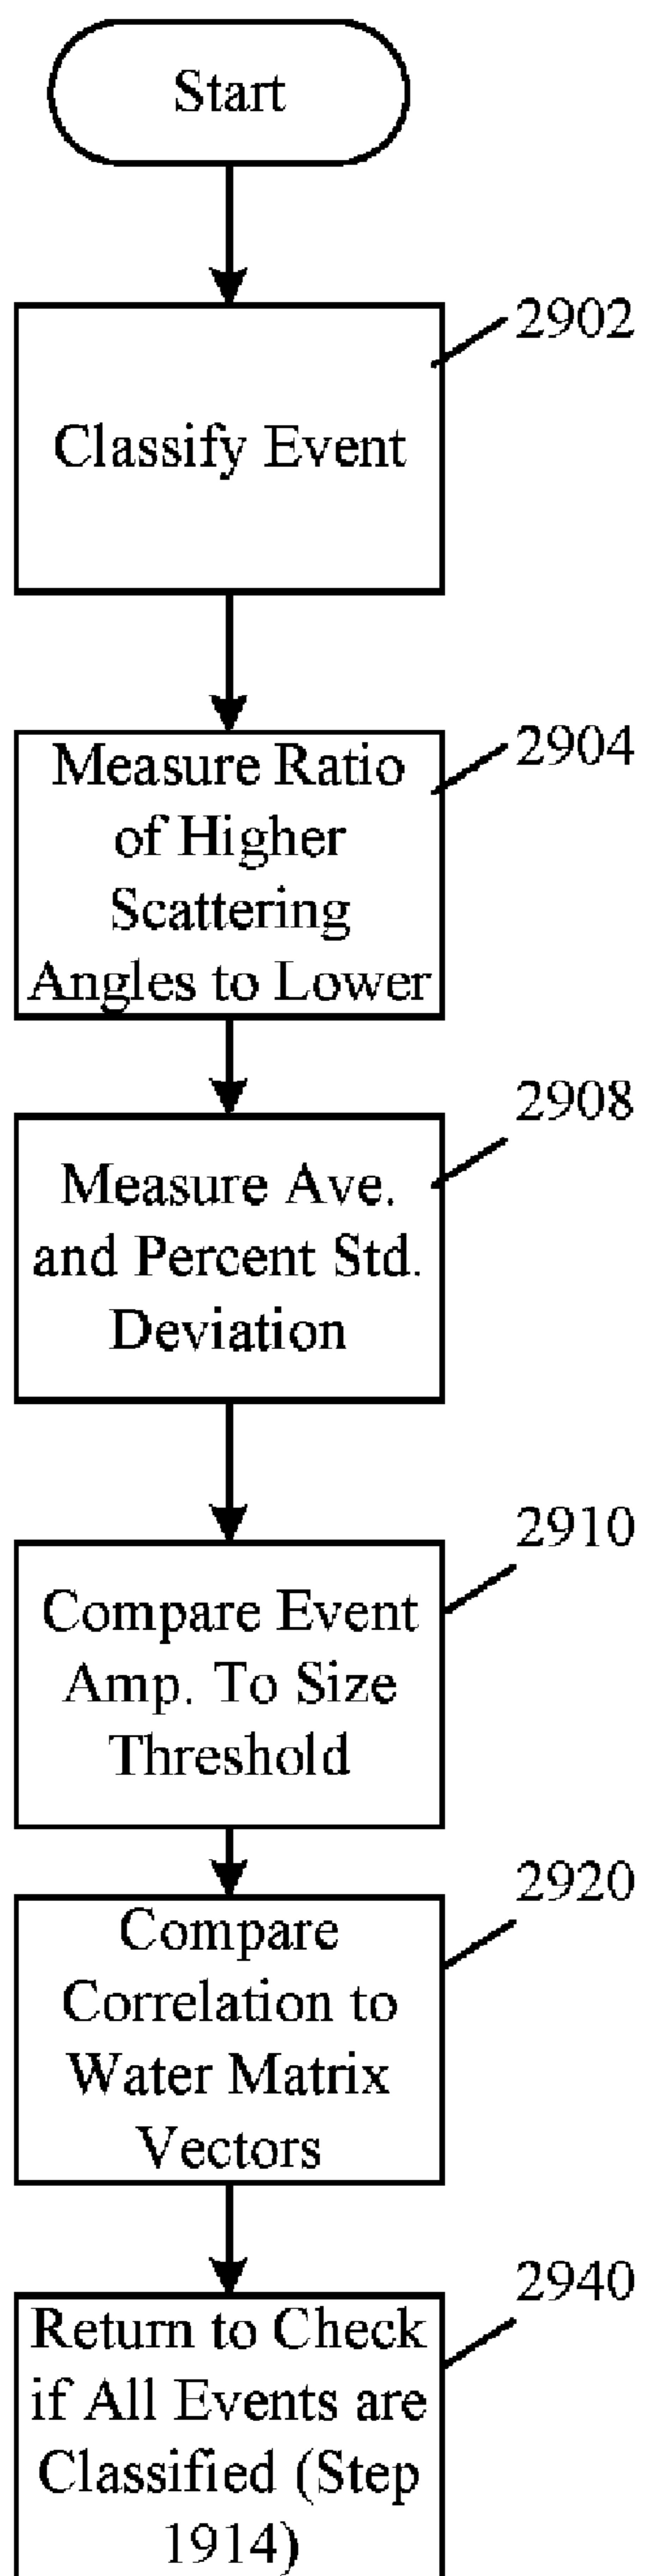 Start
2902
Classify Event
2904
Measure Ratio
of Higher
Scattering
Angles to Lower
2908
Measure Ave.
and Percent Std.
Deviation
2910
Compare Event
Amp. To Size
Threshold
2920
Compare
Correlation to
Water Matrix
Vectors
2940
Return to Check
if All Events are
Classified (Step
1914)